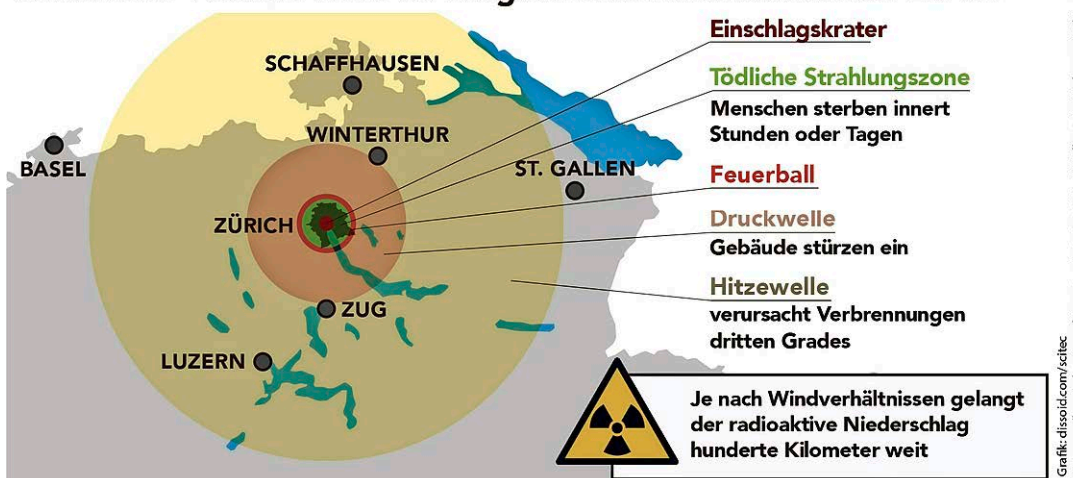 Einschlagskrater
SCHAFFHAUSEN
Tödliche Strahlungszone
Menschen sterben innert
Stunden oder Tagen
WINTERTHUR
BASEL
ST. GALLEN
Feuerball
ZÜRICH
Druckwelle
Gebäude stürzen ein
Hitzewelle
verursacht Verbrennungen
dritten Grades
ZUG
LUZERN
Je nach Windverhältnissen gelangt
der radioaktive Niederschlag
hunderte Kilometer weit
Grafik: dissoid.com/scitec